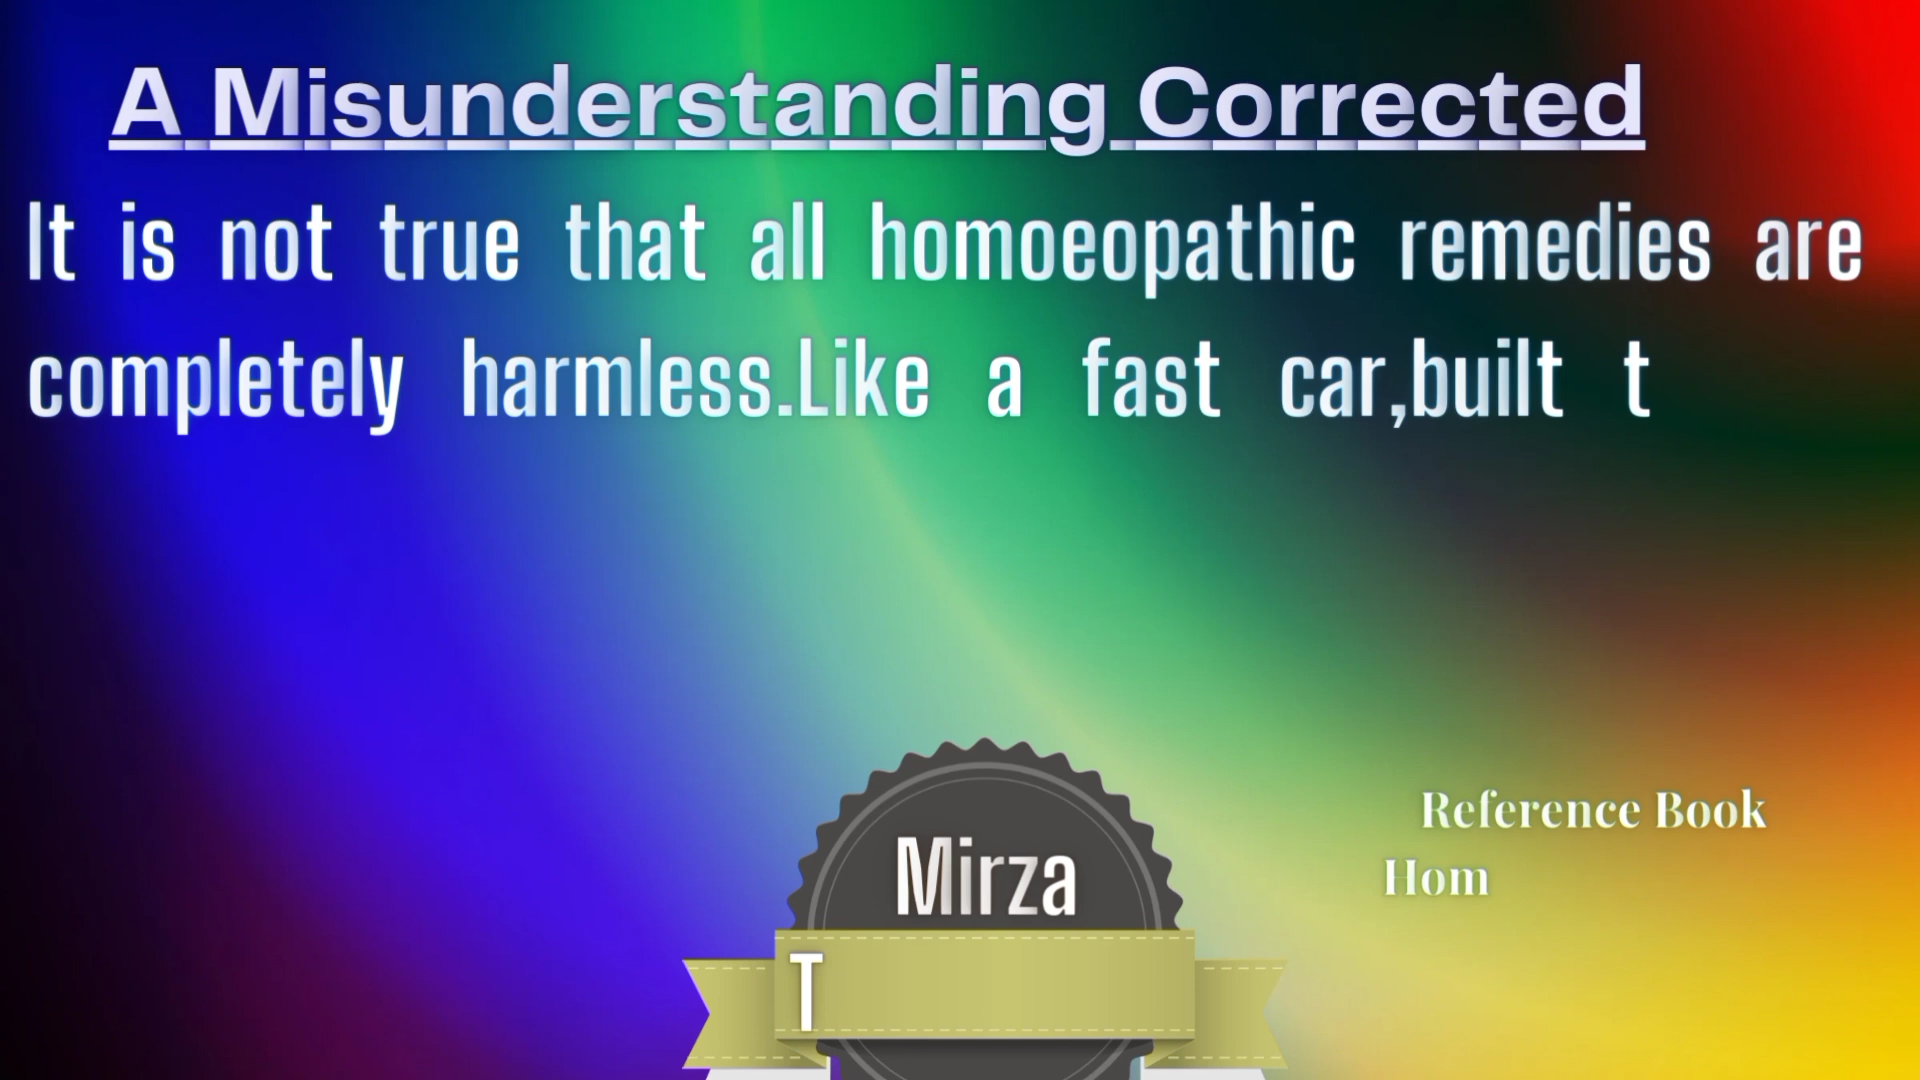 A Misunderstanding Corrected
It is not true that all homoeopathic remedies are
completely harmless.Like a fast car,built t
Reference Book
Hom
Mirza
T